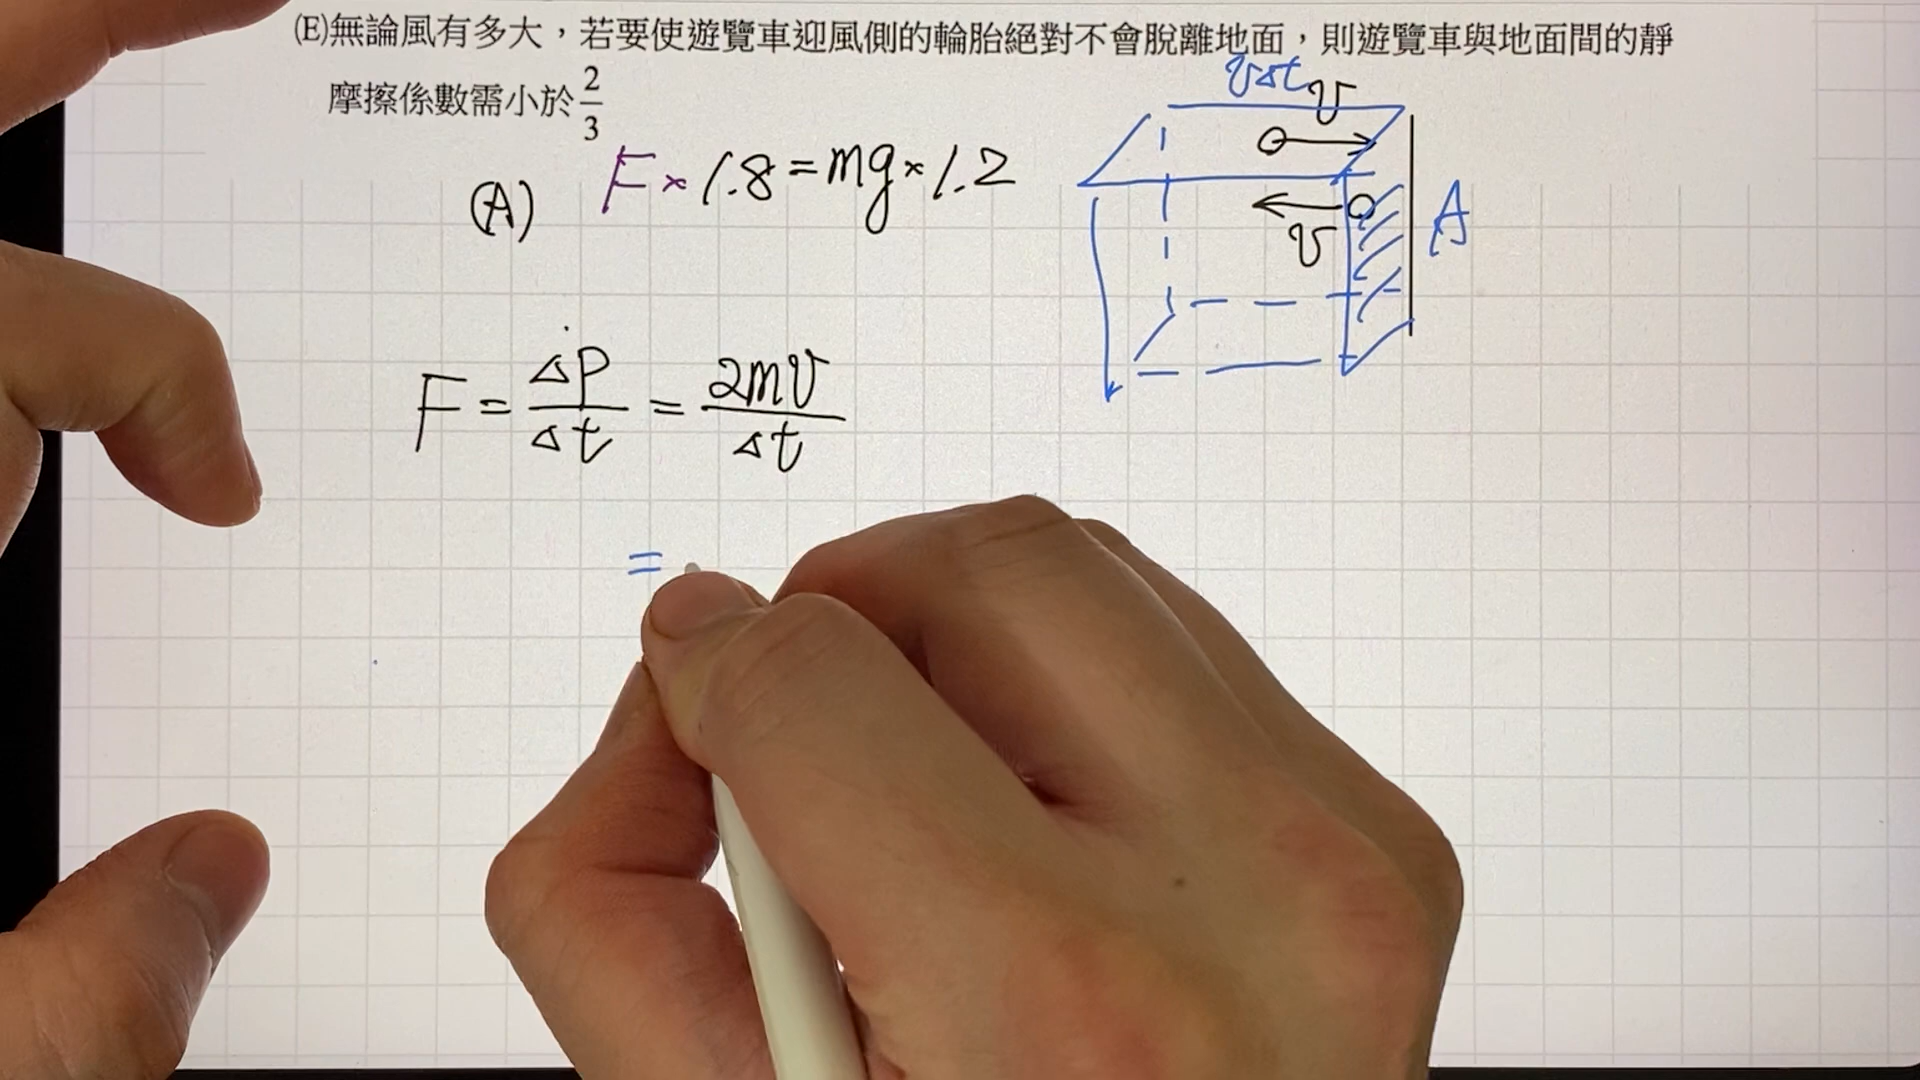 (E)無論風有多大，若要使遊覽車迎風側的輪胎絕對不會脫離地面，則遊覽車與地面間的靜
摩擦係數需小於2/3
(A) F×1.8=mg×1.2
vΔt
v
v
A
F=ΔP/Δt=2mv/Δt
=